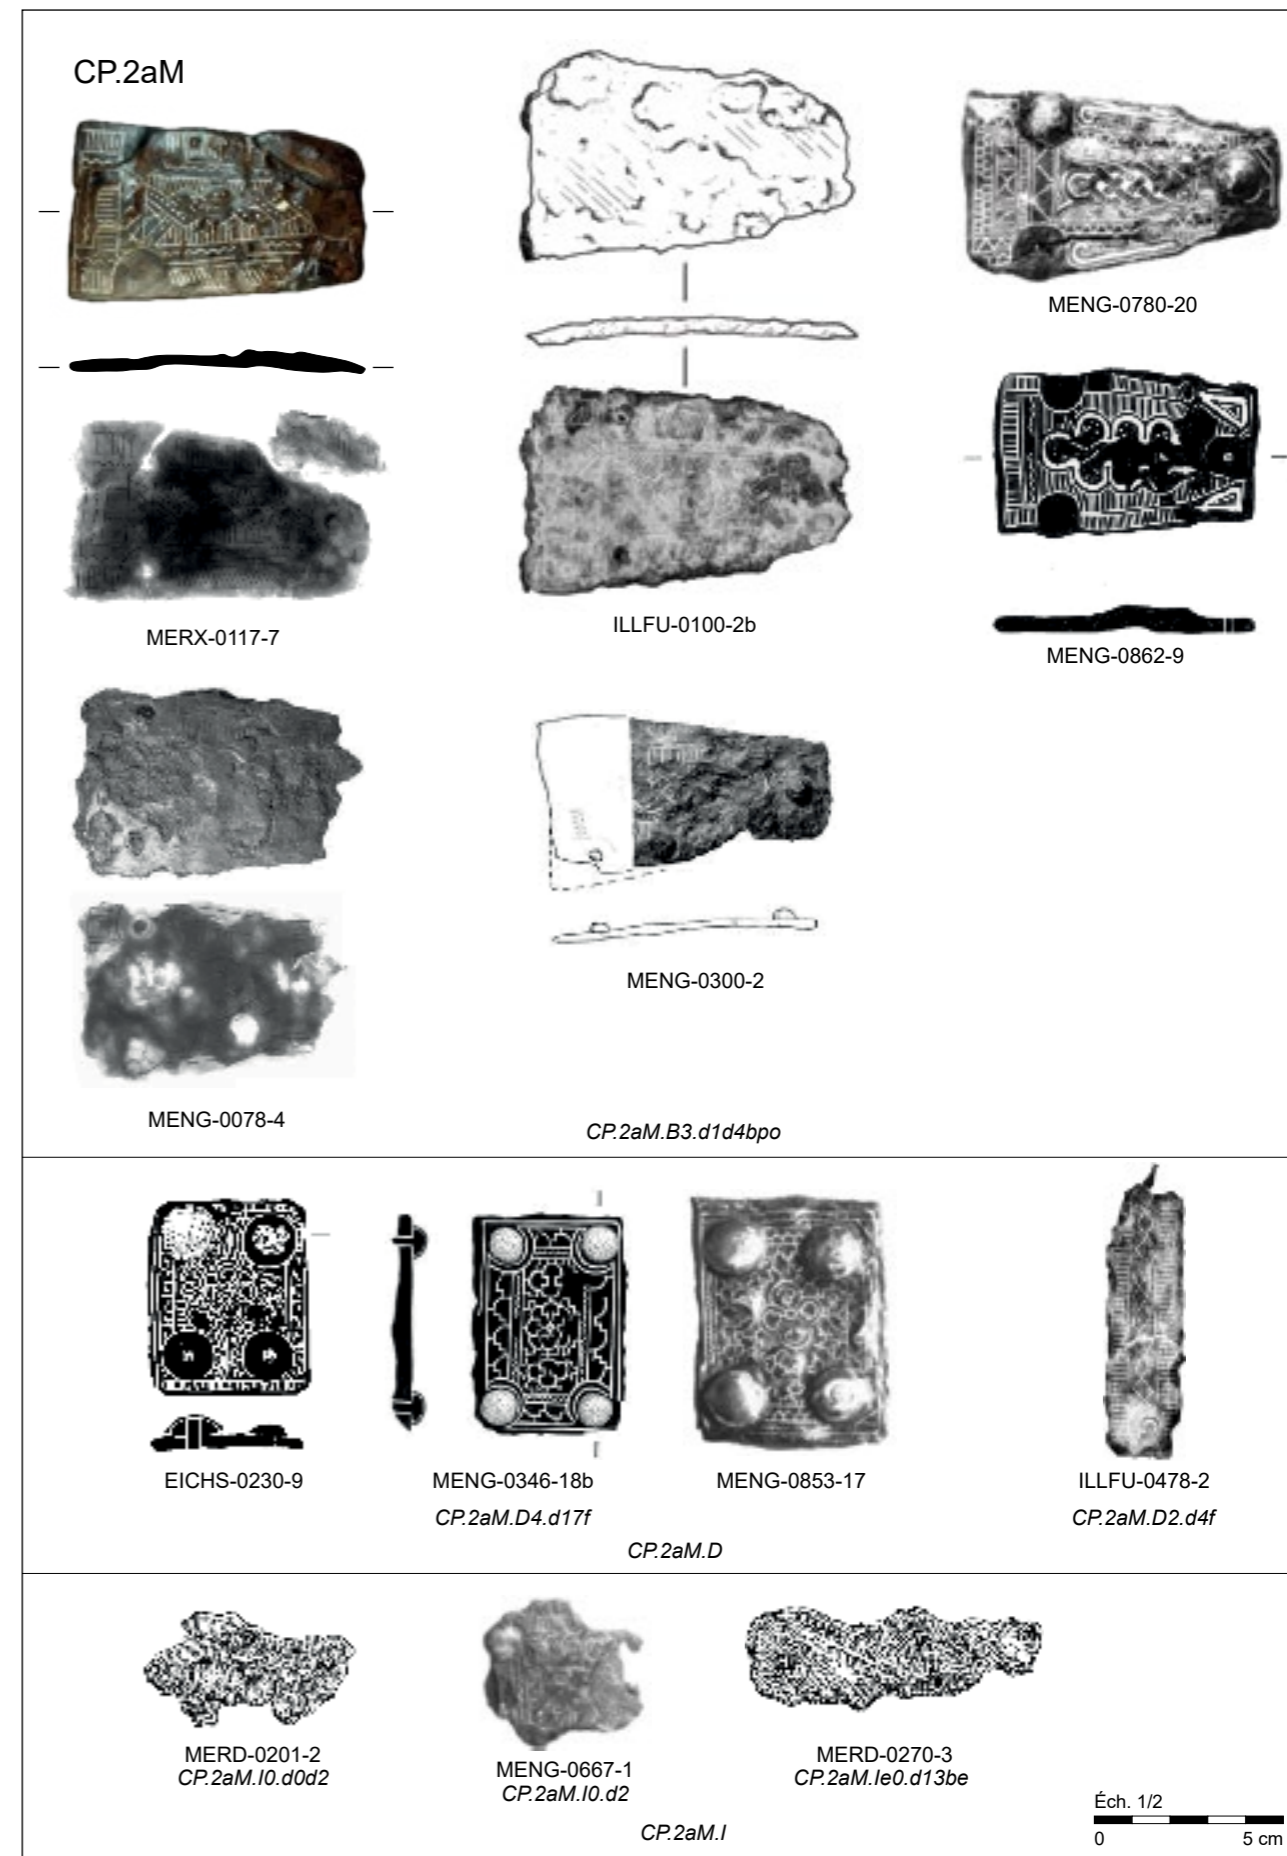 CP.2aM
MENG-0780-20
MERX-0117-7
ILLFU-0100-2b
MENG-0862-9
MENG-0078-4
MENG-0300-2
CP.2aM.B3.d1d4bpo
EICHS-0230-9
MENG-0346-18b
MENG-0853-17
ILLFU-0478-2
CP.2aM.D4.d17f
CP.2aM.D2.d4f
CP.2aM.D
MERD-0201-2
CP.2aM.I0.d0d2
MENG-0667-1
CP.2aM.I0.d2
MERD-0270-3
CP.2aM.Ie0.d13be
CP.2aM.I
Éch. 1/2
0 5 cm